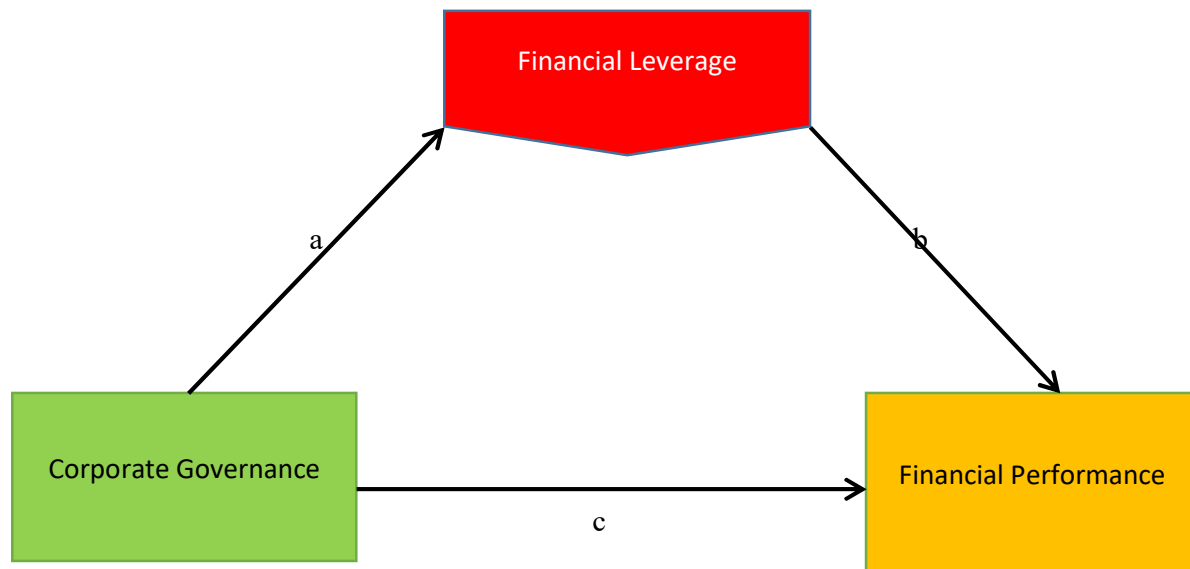 Financial Leverage
a
b
Corporate Governance
Financial Performance
c